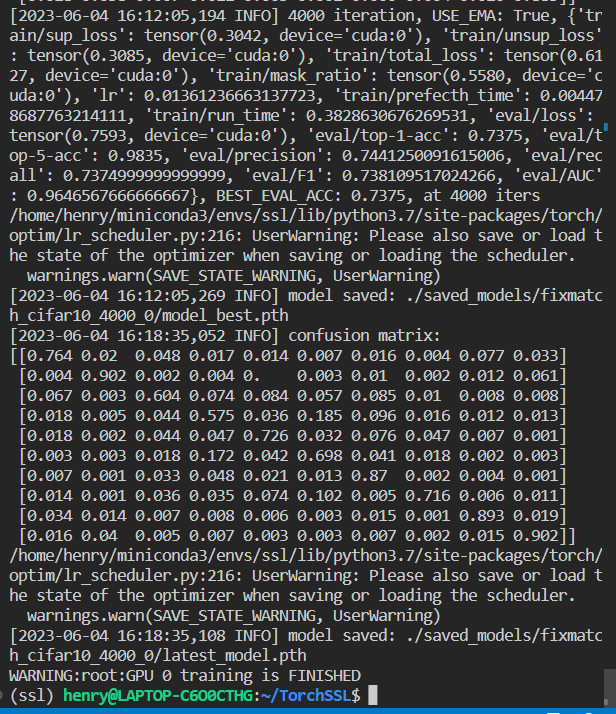 [2023-06-04 16:12:05,194 INFO] 4000 iteration, USE_EMA: True, {'tr
ain/sup_loss': tensor(0.3042, device='cuda:0'), 'train/unsup_loss'
: tensor(0.3085, device='cuda:0'), 'train/total_loss': tensor(0.61
27, device='cuda:0'), 'train/mask_ratio': tensor(0.5580, device='c
uda:0'), 'lr': 0.01361236663137723, 'train/prefecth_time': 0.00447
8687763214111, 'train/run_time': 0.3828630676269531, 'eval/loss':
tensor(0.7593, device='cuda:0'), 'eval/top-1-acc': 0.7375, 'eval/t
op-5-acc': 0.9835, 'eval/precision': 0.7441250091615006, 'eval/rec
all': 0.7374999999999999, 'eval/F1': 0.738109517024266, 'eval/AUC'
: 0.9646567666666667}, BEST_EVAL_ACC: 0.7375, at 4000 iters
/home/henry/miniconda3/envs/ssl/lib/python3.7/site-packages/torch/
optim/lr_scheduler.py:216: UserWarning: Please also save or load t
he state of the optimizer when saving or loading the scheduler.
  warnings.warn(SAVE_STATE_WARNING, UserWarning)
[2023-06-04 16:12:05,269 INFO] model saved: ./saved_models/fixmatc
h_cifar10_4000_0/model_best.pth
[2023-06-04 16:18:35,052 INFO] confusion matrix:
[[0.764 0.02  0.048 0.017 0.014 0.007 0.016 0.004 0.077 0.033]
 [0.004 0.902 0.002 0.004 0.    0.003 0.01  0.002 0.012 0.061]
 [0.067 0.003 0.604 0.074 0.084 0.057 0.085 0.01  0.008 0.008]
 [0.018 0.005 0.044 0.575 0.036 0.185 0.096 0.016 0.012 0.013]
 [0.018 0.002 0.044 0.047 0.726 0.032 0.076 0.047 0.007 0.001]
 [0.003 0.003 0.018 0.172 0.042 0.698 0.041 0.018 0.002 0.003]
 [0.007 0.001 0.033 0.048 0.021 0.013 0.87  0.002 0.004 0.001]
 [0.014 0.001 0.036 0.035 0.074 0.102 0.005 0.716 0.006 0.011]
 [0.034 0.014 0.007 0.008 0.006 0.003 0.015 0.001 0.893 0.019]
 [0.016 0.04  0.005 0.007 0.003 0.003 0.007 0.002 0.015 0.902]]
/home/henry/miniconda3/envs/ssl/lib/python3.7/site-packages/torch/
optim/lr_scheduler.py:216: UserWarning: Please also save or load t
he state of the optimizer when saving or loading the scheduler.
  warnings.warn(SAVE_STATE_WARNING, UserWarning)
[2023-06-04 16:18:35,108 INFO] model saved: ./saved_models/fixmatc
h_cifar10_4000_0/latest_model.pth
WARNING:root:GPU 0 training is FINISHED
(ssl) henry@LAPTOP-C6O0CTHG:~/TorchSSL$